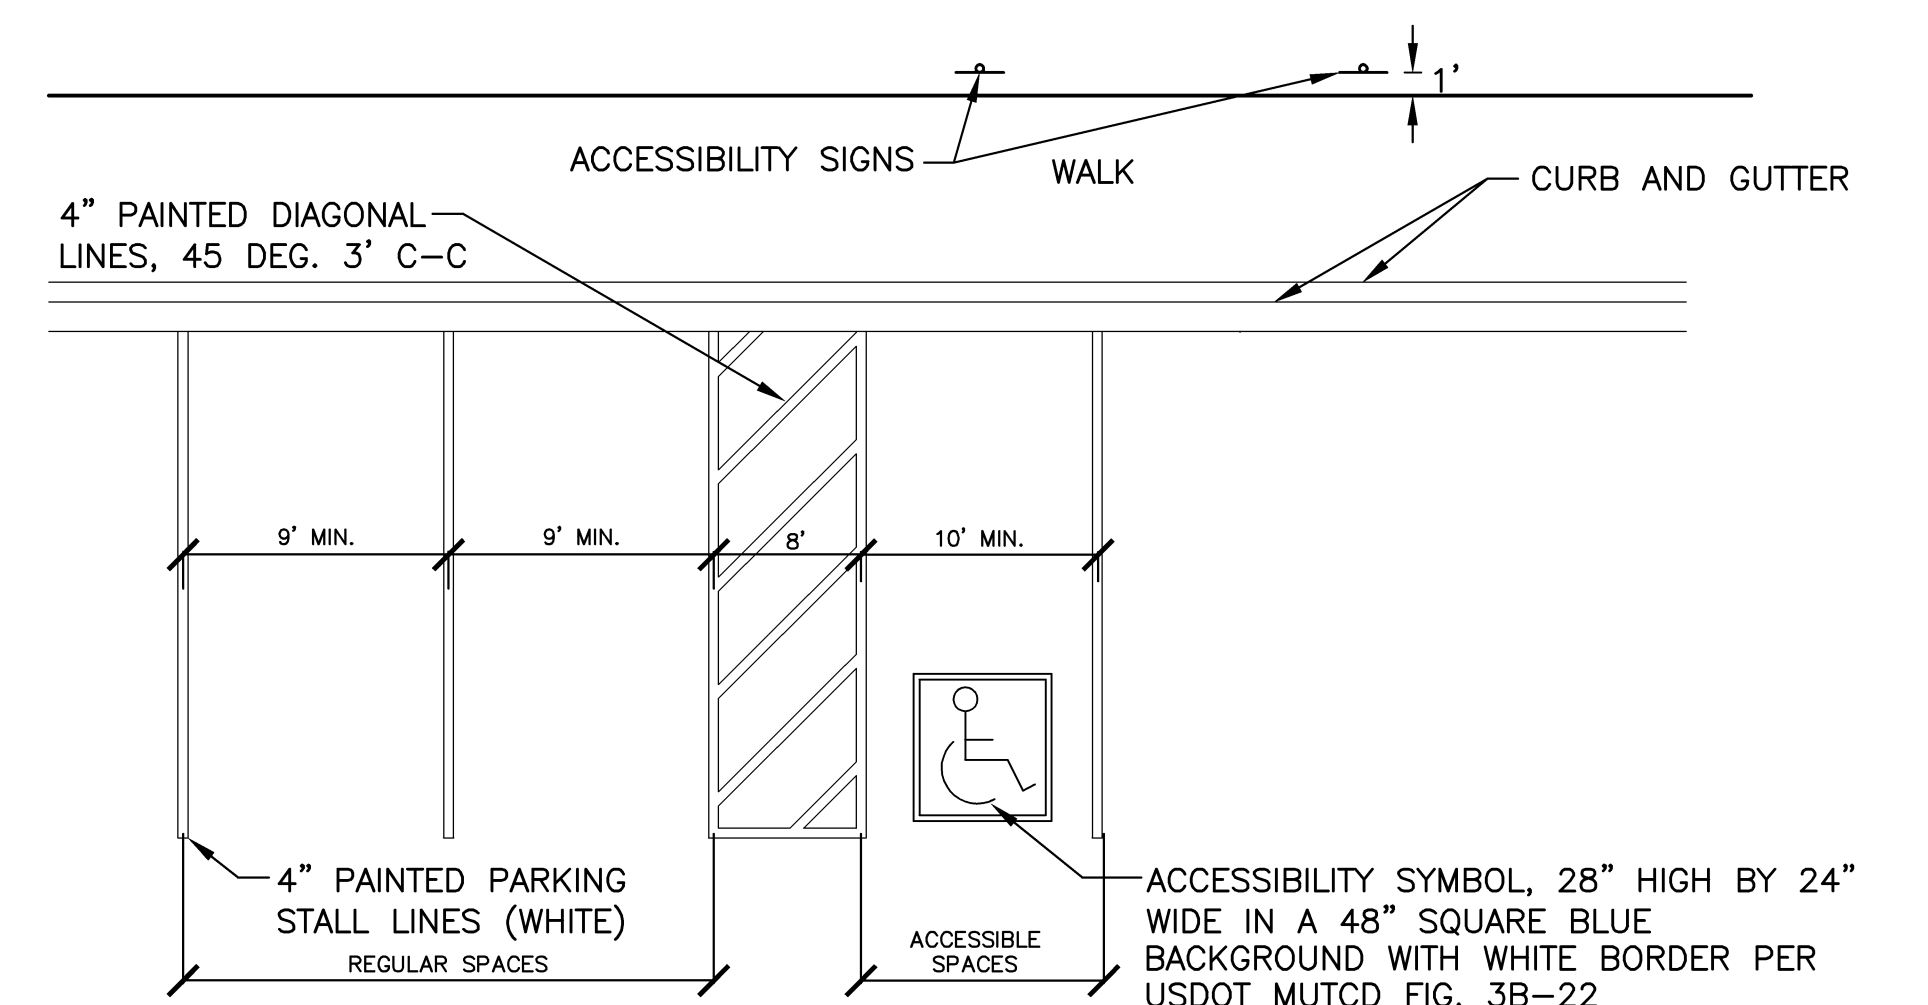 1'
ACCESSIBILITY SIGNS
WALK
CURB AND GUTTER
4" PAINTED DIAGONAL
LINES, 45 DEG. 3' C-C
9' MIN.
9' MIN.
8'
10' MIN.
4" PAINTED PARKING
STALL LINES (WHITE)
REGULAR SPACES
ACCESSIBLE
SPACES
ACCESSIBILITY SYMBOL, 28" HIGH BY 24"
WIDE IN A 48" SQUARE BLUE
BACKGROUND WITH WHITE BORDER PER
USDOT MUTCD FIG. 3B-22